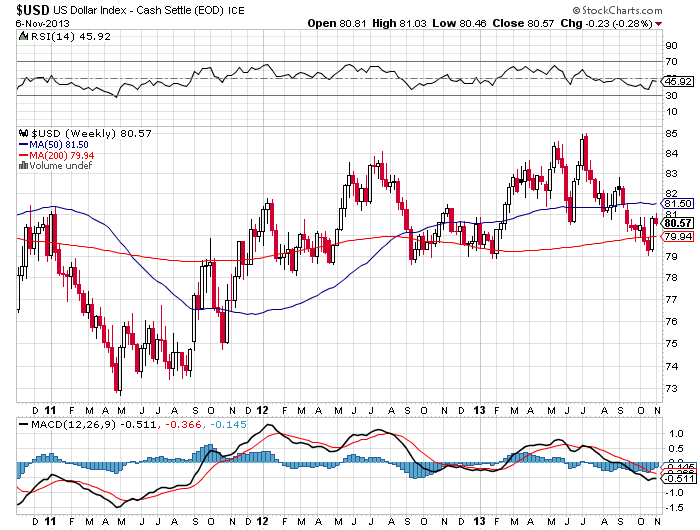 $USD US Dollar Index - Cash Settle (EOD) ICE © StockCharts.com
6-Nov-2013 Open 80.81 High 81.03 Low 80.46 Close 80.57 Chg -0.23 (-0.28%)
RSI(14) 45.92
90
70
50
45.92
30
10
$USD (Weekly) 80.57
MA(50) 81.50
MA(200) 79.94
Volume undef
85
84
83
82
81.50
81
80.57
79.94
79
78
77
76
75
74
73
D 11 F M A M J J A S O N D 12 F M A M J J A S O N D 13 F M A M J J A S O N
MACD(12,26,9) -0.511, -0.366, -0.145
1.0
0.5
0.0
-0.145
-0.511
-1.0
-1.5
D 11 F M A M J J A S O N D 12 F M A M J J A S O N D 13 F M A M J J A S O N